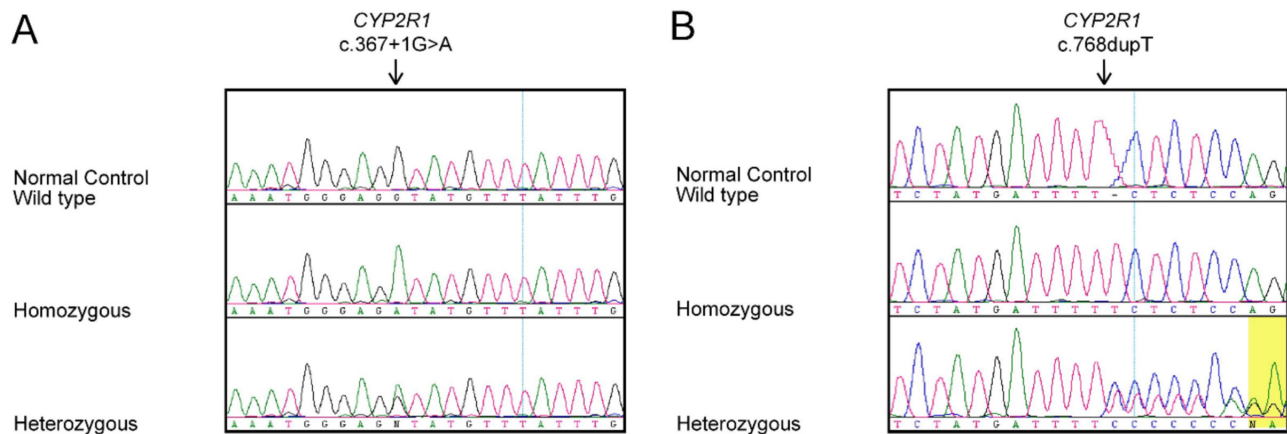 A
CYP2R1
c.367+1G>A
Normal Control
Wild type
A A A T G G G A G G T A T G T T T A T T T G
Homozygous
A A A T G G G A G A T A T G T T T A T T T G
Heterozygous
A A A T G G G A G N T A T G T T T A T T T G
B
CYP2R1
c.768dupT
Normal Control
Wild type
T C T A T G A T T T T - C T C T C C A G
Homozygous
T C T A T G A T T T T T C T C T C C A G
Heterozygous
T C T A T G A T T T T C C C C C C C N A